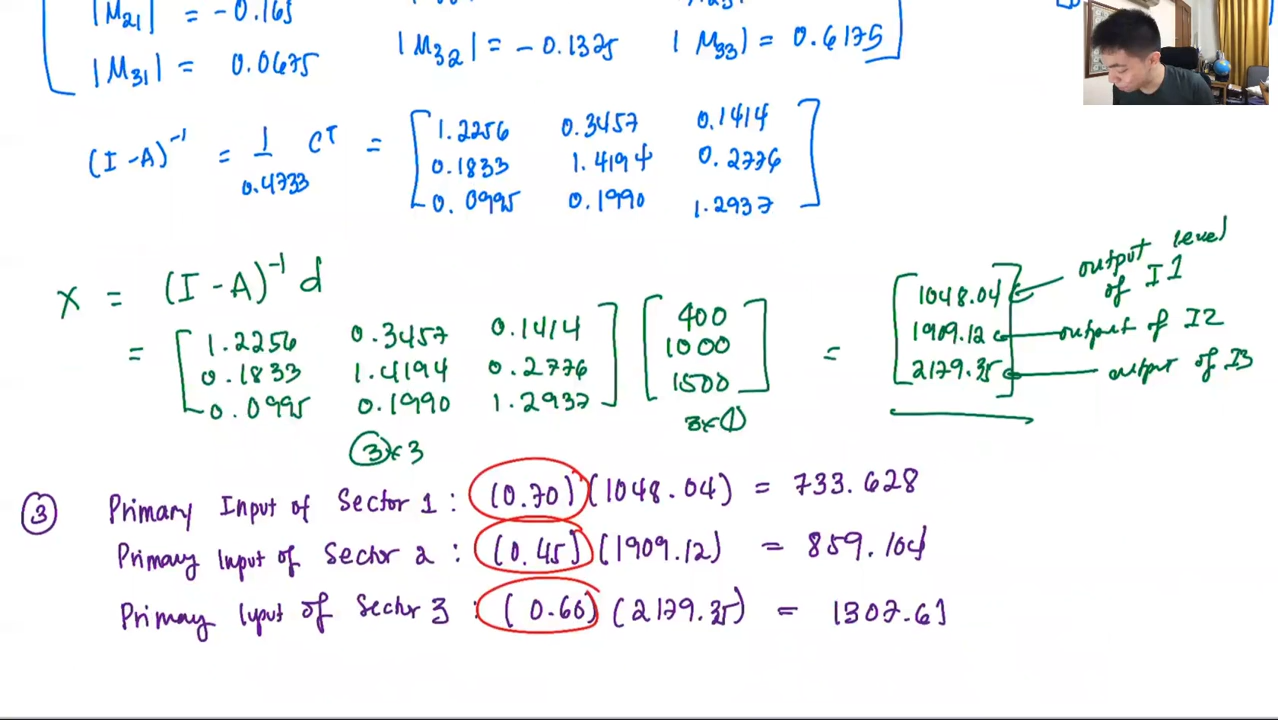 |M21| = -0.165
|M31| = 0.0675 |M32| = -0.1325 |M33| = 0.6175
(I-A)⁻¹ = 1/0.4733 Cᵀ =
1.2256 0.3457 0.1414
0.1833 1.4194 0.2776
0.0995 0.1990 1.2937
X = (I-A)⁻¹ d
=
1.2256 0.3457 0.1414
0.1833 1.4194 0.2776
0.0995 0.1990 1.2937
3×3
400
1000
1500
3×1
=
1048.04 output level of I1
1909.12 output of I2
2179.35 output of I3
③ Primary Input of Sector 1: (0.70) (1048.04) = 733.628
Primary Input of Sector 2: (0.45) (1909.12) = 859.104
Primary Input of Sector 3: (0.60) (2179.35) = 1307.61